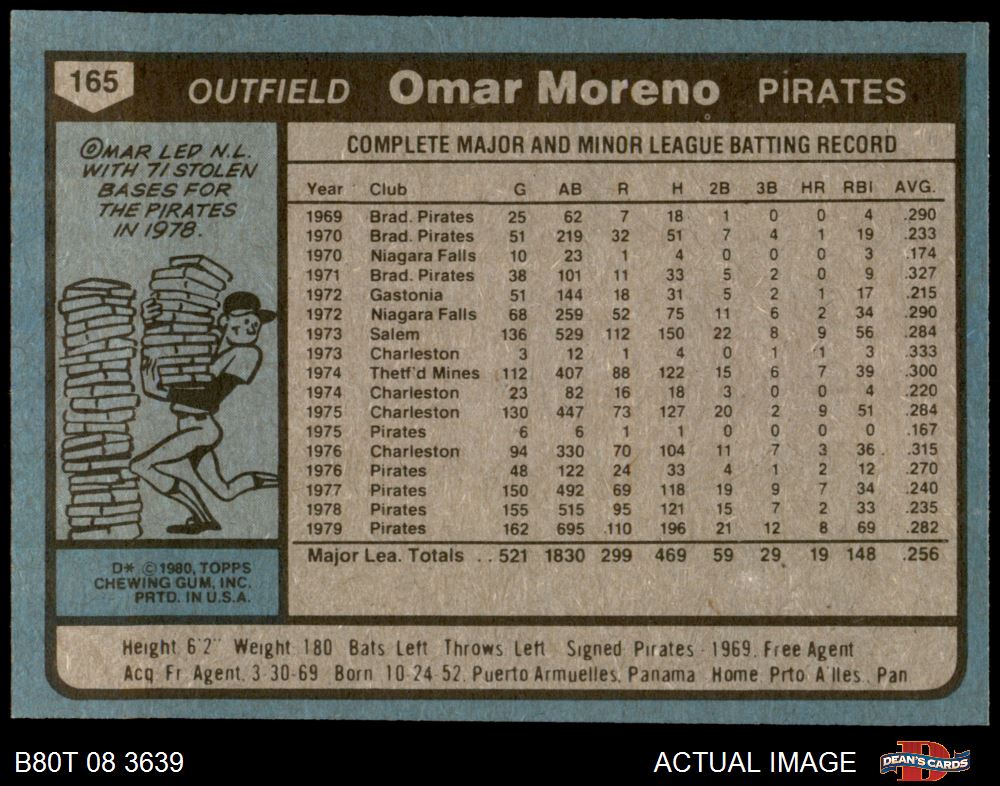 165 OUTFIELD Omar Moreno PIRATES
OMAR LED N.L.
WITH 71 STOLEN
BASES FOR
THE PIRATES
IN 1978.
COMPLETE MAJOR AND MINOR LEAGUE BATTING RECORD
Year Club G AB R H 2B 3B HR RBI AVG.
1969 Brad. Pirates 25 62 7 18 1 0 0 4 .290
1970 Brad. Pirates 51 219 32 51 7 4 1 19 .233
1970 Niagara Falls 10 23 1 4 0 0 0 3 .174
1971 Brad. Pirates 38 101 11 33 5 2 0 9 .327
1972 Gastonia 51 144 18 31 5 2 1 17 .215
1972 Niagara Falls 68 259 52 75 11 6 2 34 .290
1973 Salem 136 529 112 150 22 8 9 56 .284
1973 Charleston 3 12 1 4 0 1 1 3 .333
1974 Thetf'd Mines 112 407 88 122 15 6 7 39 .300
1974 Charleston 23 82 16 18 3 0 0 4 .220
1975 Charleston 130 447 73 127 20 2 9 51 .284
1975 Pirates 6 6 1 1 0 0 0 0 .167
1976 Charleston 94 330 70 104 11 7 3 36 .315
1976 Pirates 48 122 24 33 4 1 2 12 .270
1977 Pirates 150 492 69 118 19 9 7 34 .240
1978 Pirates 155 515 95 121 15 7 2 33 .235
1979 Pirates 162 695 110 196 21 12 8 69 .282
Major Lea. Totals . . 521 1830 299 469 59 29 19 148 .256
D* © 1980, TOPPS
CHEWING GUM, INC.
PRTD. IN U.S.A.
Height 6'2" Weight 180 Bats Left Throws Left Signed Pirates - 1969, Free Agent
Acq Fr Agent, 3-30-69 Born 10-24-52, Puerto Armuelles, Panama Home Prto A'lles, Pan
B80T 08 3639 ACTUAL IMAGE DEAN'S CARDS